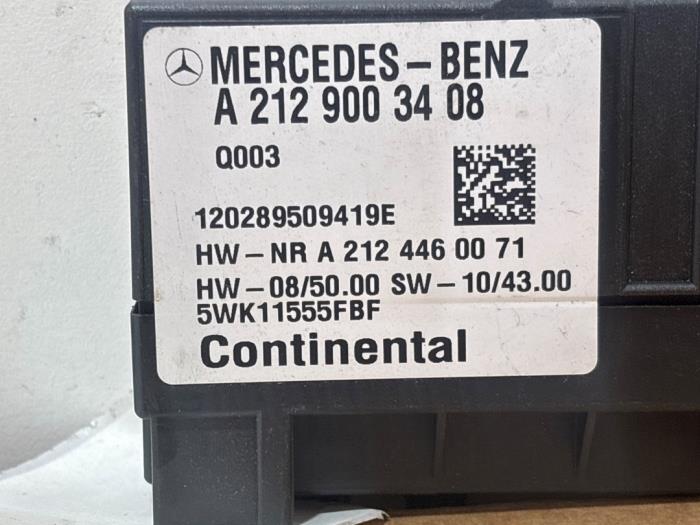 MERCEDES-BENZ
A 212 900 34 08
Q003
120289509419E
HW-NR A 212 446 00 71
HW-08/50.00 SW-10/43.00
5WK11555FBF
Continental